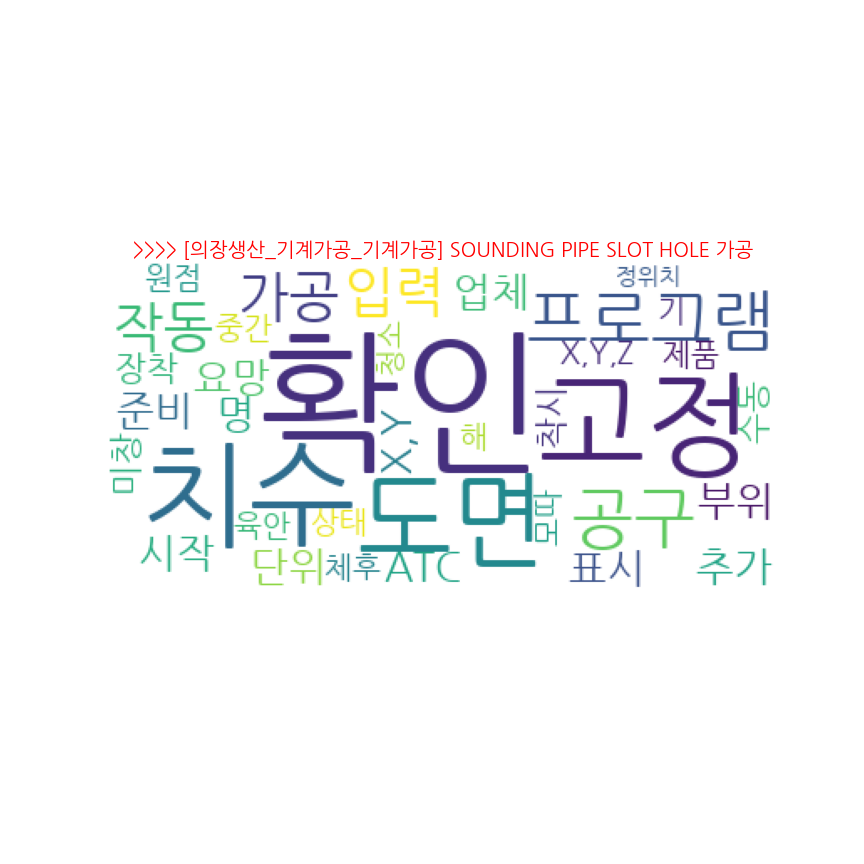 >>>> [의장생산_기계가공_기계가공] SOUNDING PIPE SLOT HOLE 가공
원점
가공
입력
업체
정위치
작동
중간
청소
프로그램
기
장착
요망
확인
X,Y,Z
제품
준비
명
X,Y
해
착시
고정
수동
미창
치수
도면
모따
공구
부위
육안
상태
시작
단위
체후
ATC
표시
추가